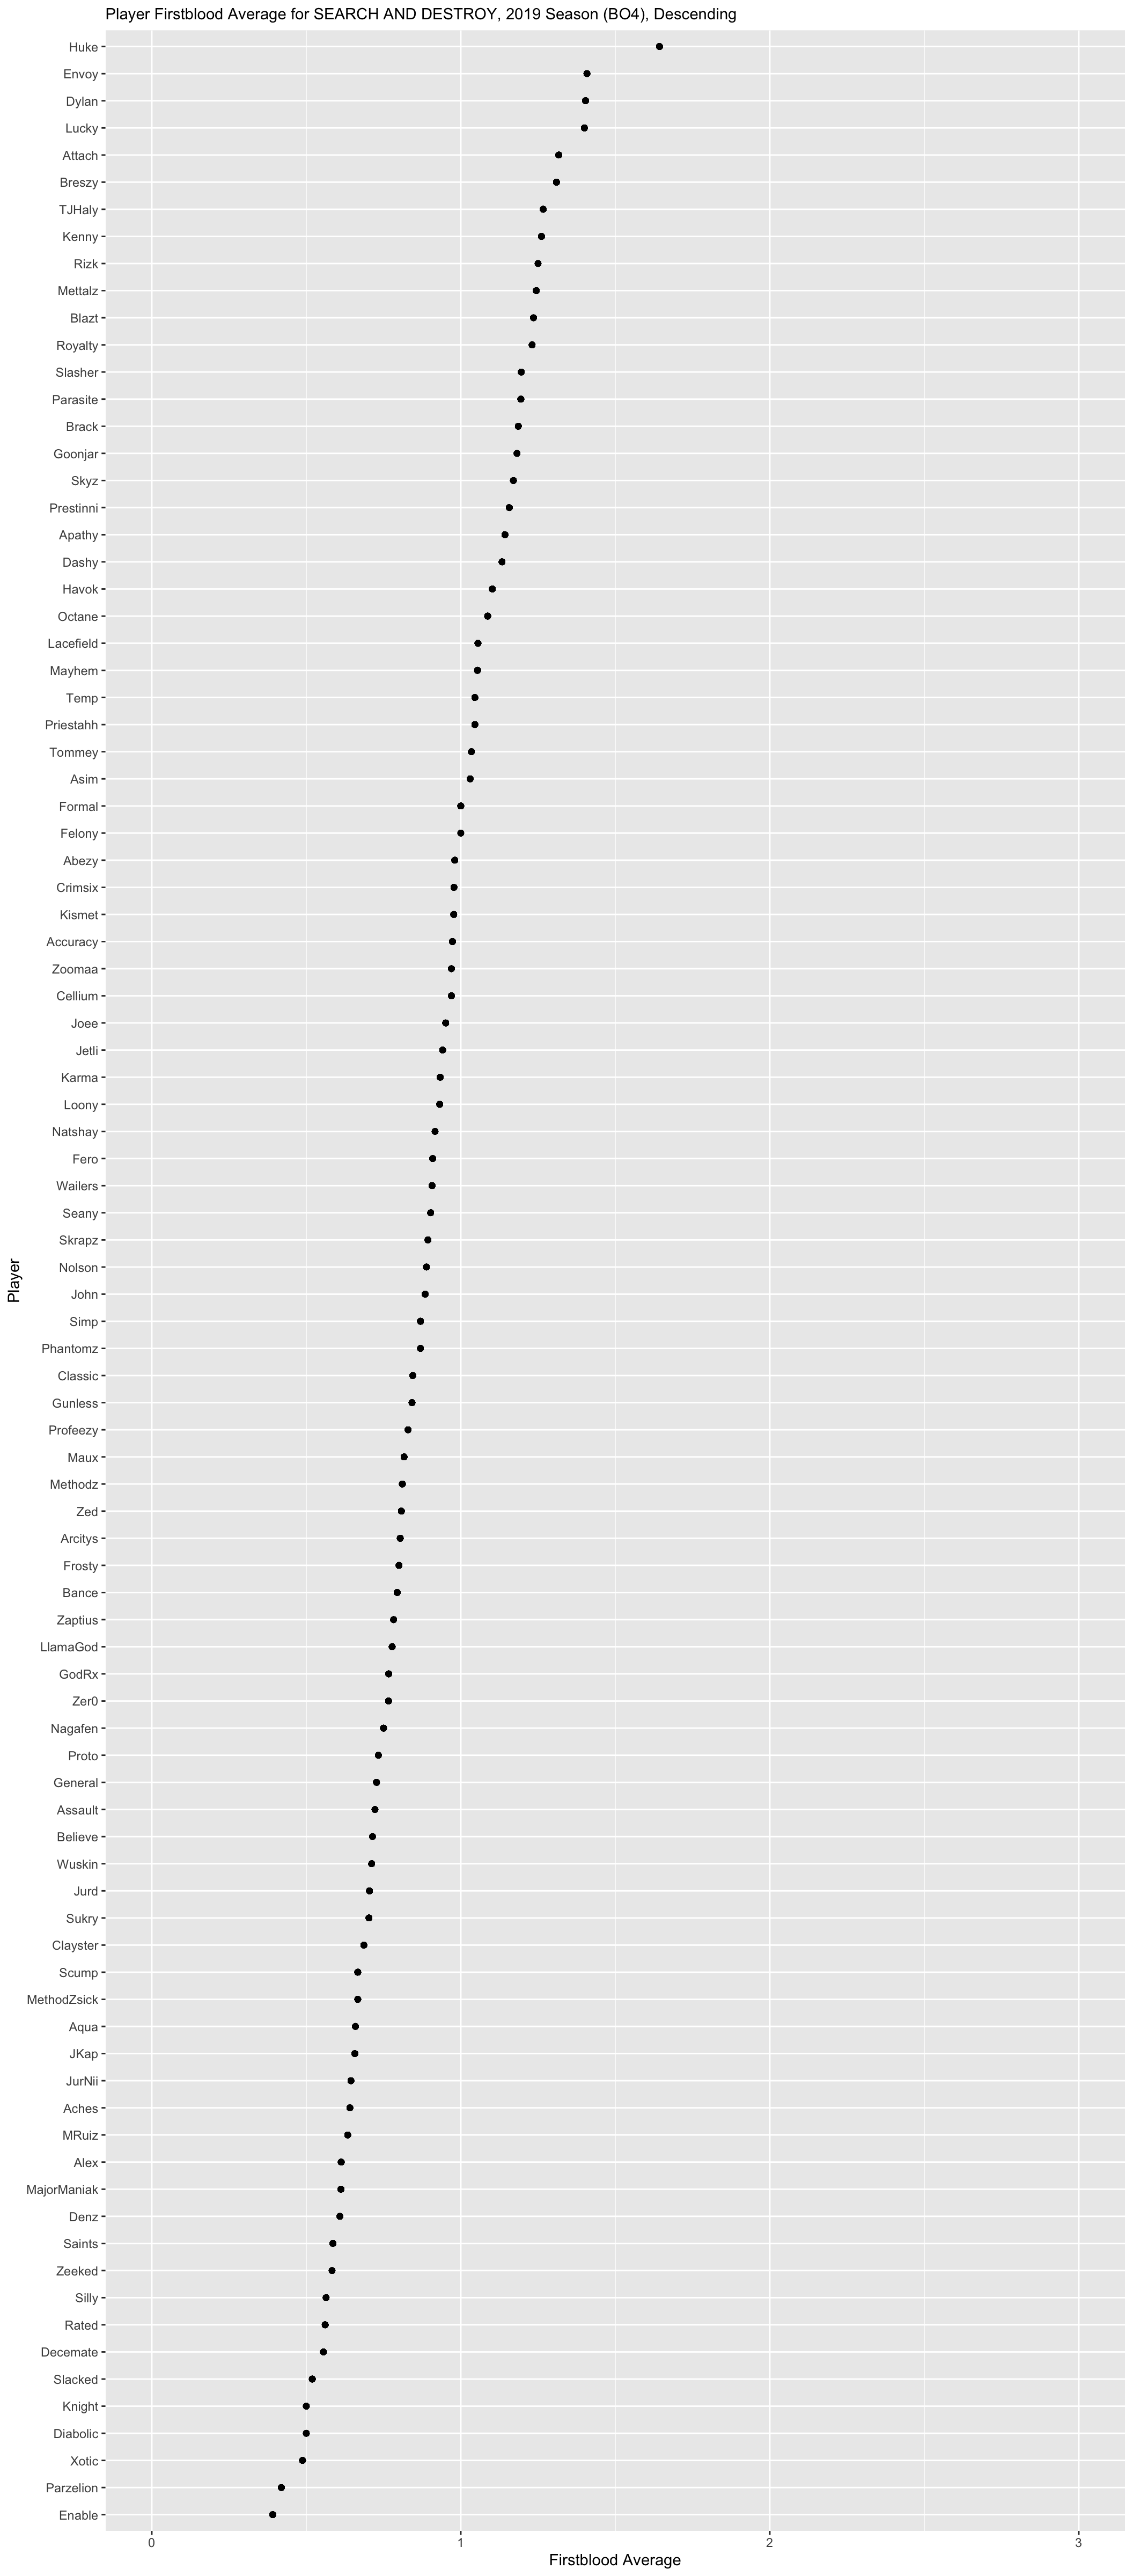 Player Firstblood Average for SEARCH AND DESTROY, 2019 Season (BO4), Descending
Huke
Envoy
Dylan
Lucky
Attach
Breszy
TJHaly
Kenny
Rizk
Mettalz
Blazt
Royalty
Slasher
Parasite
Brack
Goonjar
Skyz
Prestinni
Apathy
Dashy
Havok
Octane
Lacefield
Mayhem
Temp
Priestahh
Tommey
Asim
Formal
Felony
Abezy
Crimsix
Kismet
Accuracy
Zoomaa
Cellium
Joee
Jetli
Karma
Loony
Natshay
Fero
Wailers
Seany
Skrapz
Nolson
John
Simp
Phantomz
Classic
Gunless
Profeezy
Maux
Methodz
Zed
Arcitys
Frosty
Bance
Zaptius
LlamaGod
GodRx
Zer0
Nagafen
Proto
General
Assault
Believe
Wuskin
Jurd
Sukry
Clayster
Scump
MethodZsick
Aqua
JKap
JurNii
Aches
MRuiz
Alex
MajorManiak
Denz
Saints
Zeeked
Silly
Rated
Decemate
Slacked
Knight
Diabolic
Xotic
Parzelion
Enable
Player
0 1 2 3
Firstblood Average